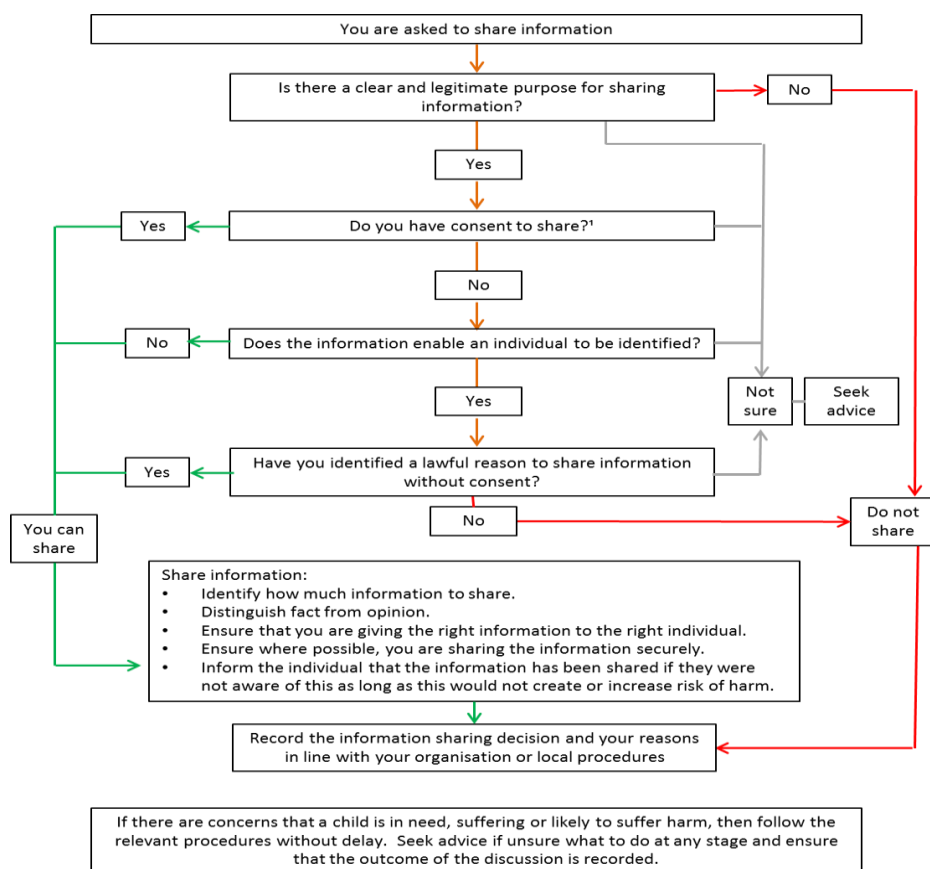 You are asked to share information
Is there a clear and legitimate purpose for sharing
information?
No
Yes
Yes
Do you have consent to share?¹
No
No
Does the information enable an individual to be identified?
Yes
Not
sure
Seek
advice
Yes
Have you identified a lawful reason to share information
without consent?
No
Do not
share
You can
share
Share information:
• Identify how much information to share.
• Distinguish fact from opinion.
• Ensure that you are giving the right information to the right individual.
• Ensure where possible, you are sharing the information securely.
• Inform the individual that the information has been shared if they were
not aware of this as long as this would not create or increase risk of harm.
Record the information sharing decision and your reasons
in line with your organisation or local procedures
If there are concerns that a child is in need, suffering or likely to suffer harm, then follow the
relevant procedures without delay. Seek advice if unsure what to do at any stage and ensure
that the outcome of the discussion is recorded.